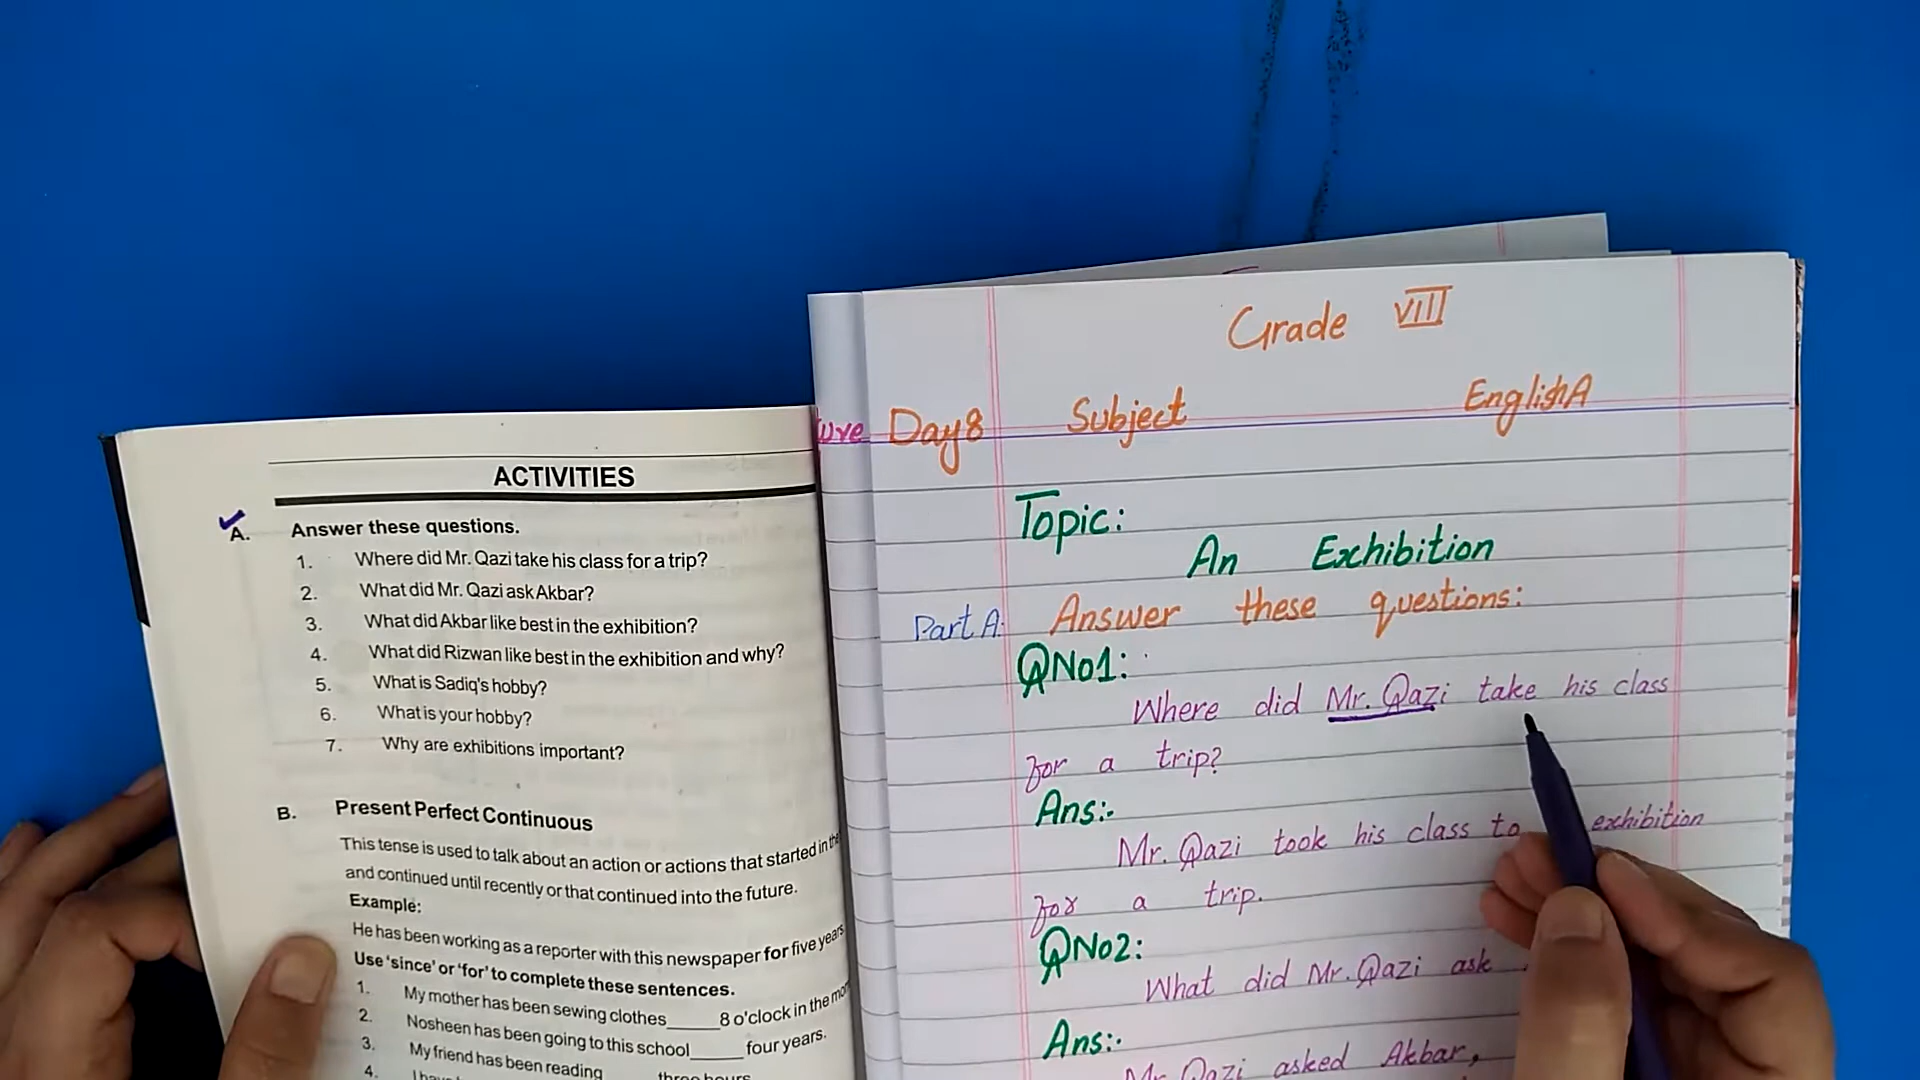 ACTIVITIES
A. Answer these questions.
1. Where did Mr. Qazi take his class for a trip?
2. What did Mr. Qazi ask Akbar?
3. What did Akbar like best in the exhibition?
4. What did Rizwan like best in the exhibition and why?
5. What is Sadiq's hobby?
6. What is your hobby?
7. Why are exhibitions important?
B. Present Perfect Continuous
This tense is used to talk about an action or actions that started in the
and continued until recently or that continued into the future.
Example:
He has been working as a reporter with this newspaper for five years
Use 'since' or 'for' to complete these sentences.
1. My mother has been sewing clothes_____8 o'clock in the
2. Nosheen has been going to this school_____four years.
3. My friend has been reading_____three hours
4. I
Grade VIII
Day 8 Subject English A
Topic:
An Exhibition
Part A. Answer these questions:
QNo1:
Where did Mr. Qazi take his class
for a trip?
Ans:-
Mr. Qazi took his class to exhibition
for a trip.
QNo2:
What did Mr. Qazi ask
Ans:-
Mr. Qazi asked Akbar,